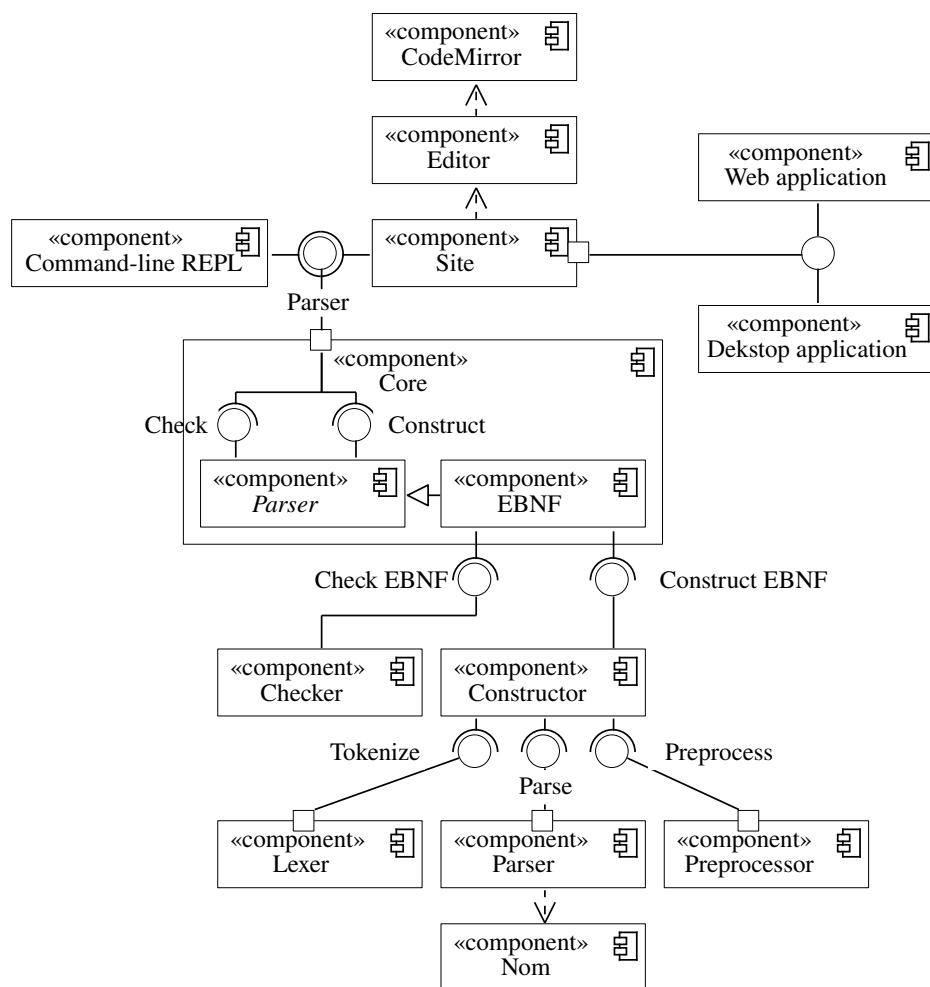 «component»
CodeMirror
«component»
Editor
«component»
Web application
«component»
Command-line REPL
«component»
Site
Parser
«component»
Dekstop application
«component»
Core
Check
Construct
«component»
Parser
«component»
EBNF
Check EBNF
Construct EBNF
«component»
Checker
«component»
Constructor
Tokenize
Preprocess
Parse
«component»
Lexer
«component»
Parser
«component»
Preprocessor
«component»
Nom